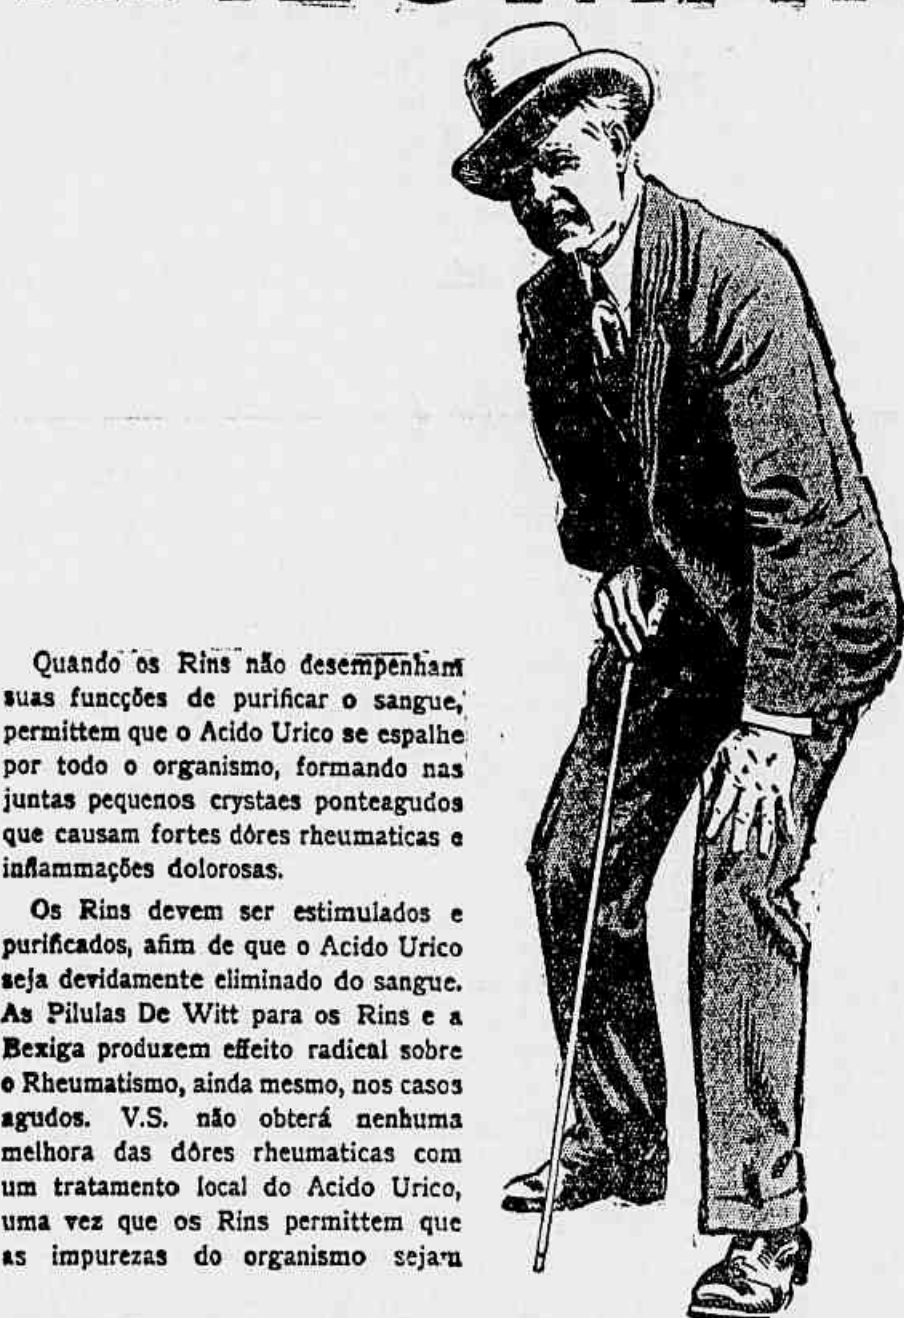 Quando os Rins não desempenham
suas funcções de purificar o sangue,
permittem que o Acido Urico se espalhe
por todo o organismo, formando nas
juntas pequenos crystaes ponteagudos
que causam fortes dôres rheumaticas e
inflammações dolorosas.
Os Rins devem ser estimulados e
purificados, afim de que o Acido Urico
seja devidamente eliminado do sangue.
As Pilulas De Witt para os Rins e a
Bexiga produzem effeito radical sobre
o Rheumatismo, ainda mesmo, nos casos
agudos. V.S. não obterá nenhuma
melhora das dôres rheumaticas com
um tratamento local do Acido Urico,
uma vez que os Rins permittem que
as impurezas do organismo sejam